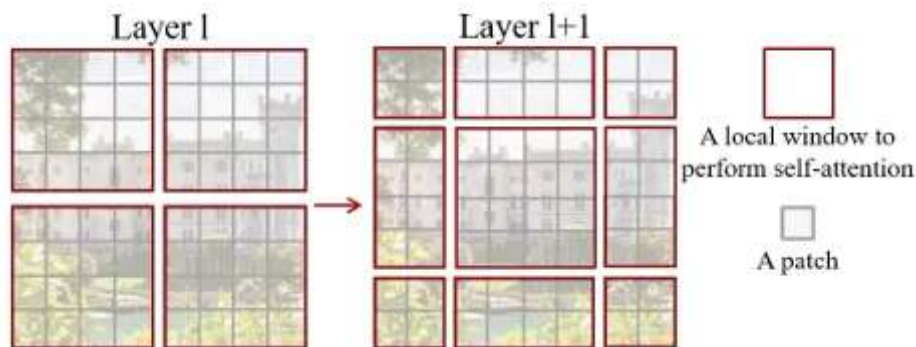 Layer l
Layer l+1
A local window to
perform self-attention
A patch